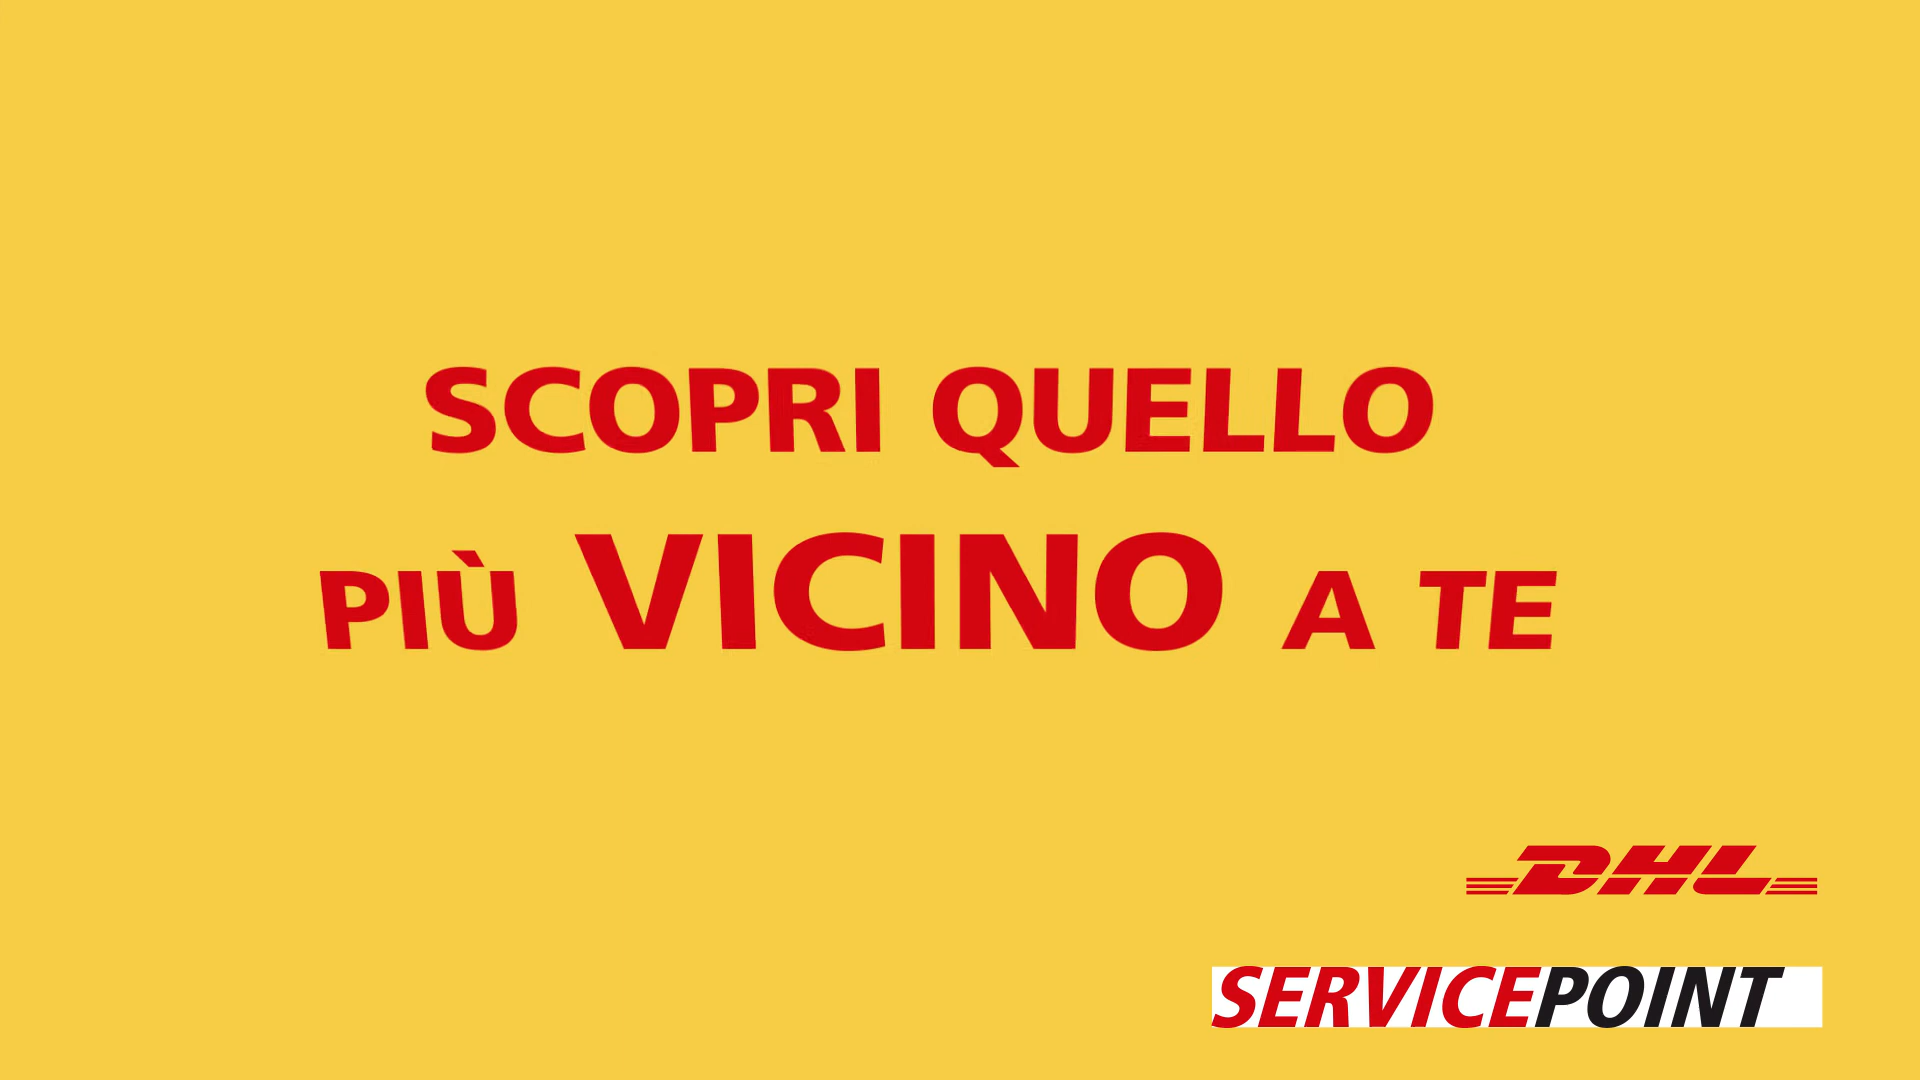 SCOPRI QUELLO
PIÙ VICINO A TE
DHL
SERVICEPOINT